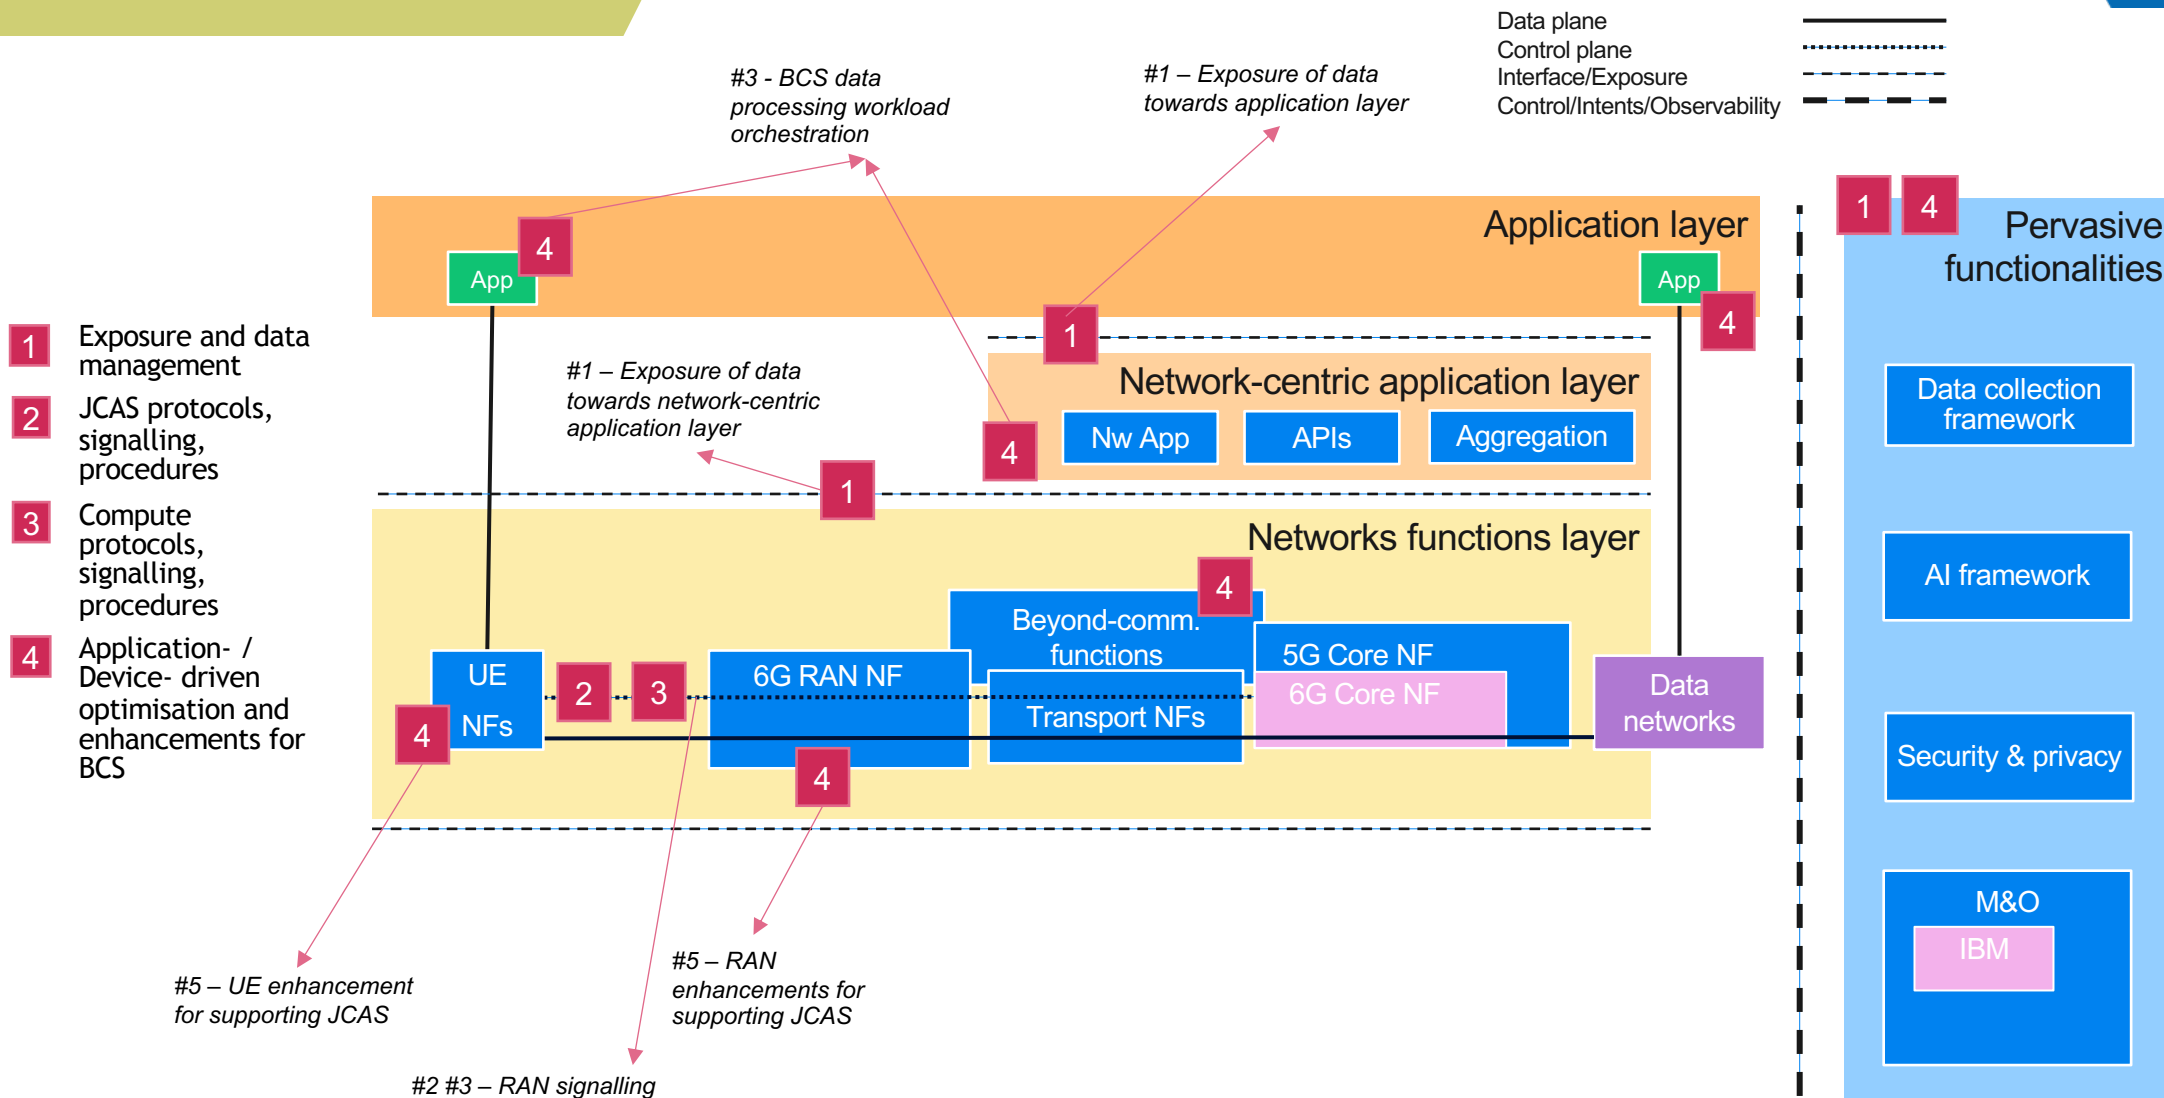 Data plane
Control plane
Interface/Exposure
Control/Intents/Observability
#3 - BCS data
processing workload
orchestration
#1 – Exposure of data
towards application layer
1
4
Pervasive
functionalities
Application layer
4
App
App
4
1
Exposure and data
management
2
JCAS protocols,
signalling,
procedures
3
Compute
protocols,
signalling,
procedures
4
Application- /
Device- driven
optimisation and
enhancements for
BCS
1
#1 – Exposure of data
towards network-centric
application layer
Network-centric application layer
4
Nw App
APIs
Aggregation
1
Networks functions layer
4
Beyond-comm.
functions
UE
NFs
4
2
3
6G RAN NF
4
Transport NFs
5G Core NF
6G Core NF
Data
networks
Data collection
framework
AI framework
Security & privacy
M&O
IBM
#5 – UE enhancement
for supporting JCAS
#5 – RAN
enhancements for
supporting JCAS
#2 #3 – RAN signalling